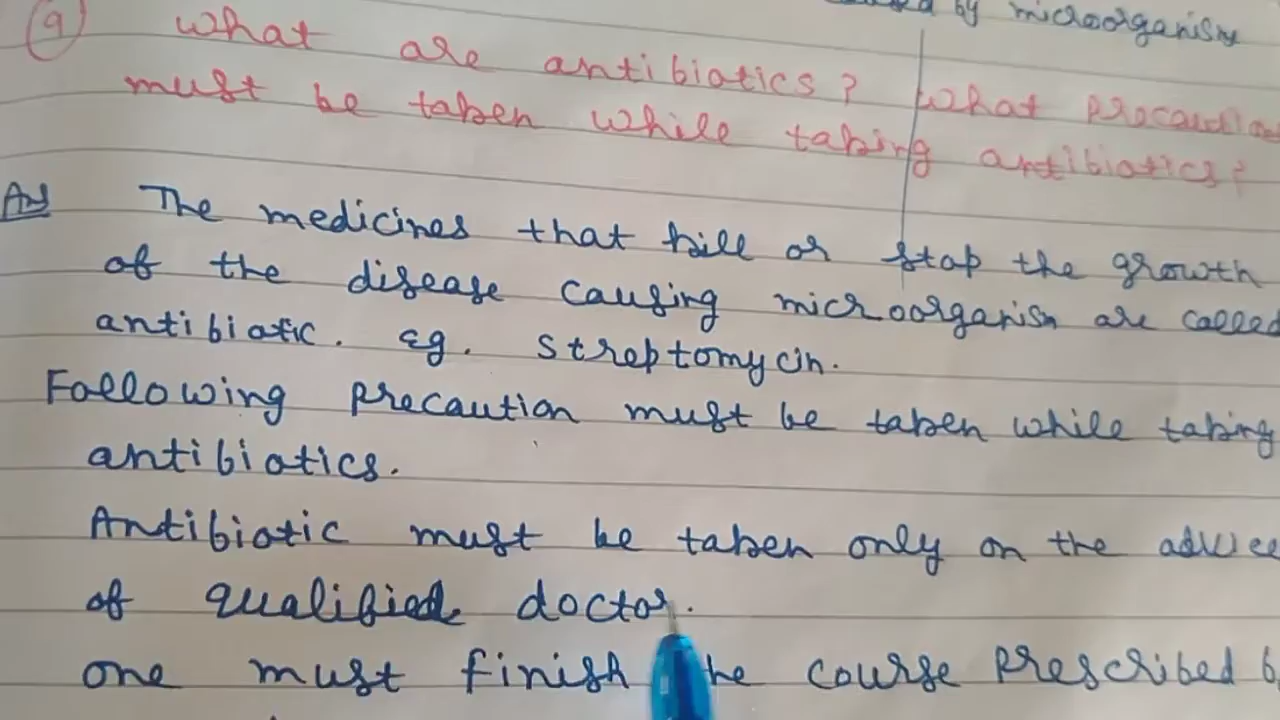 by microorganism
9 What are antibiotics? What
must be taken while taking antibiotics?
Ans The medicines that kill or stop the growth
of the disease causing microorganism are called
antibiotic. eg. Streptomycin.
Following precaution must be taken while taking
antibiotics.
Antibiotic must be taken only on the advice
of qualified doctor.
one must finish the course prescribed